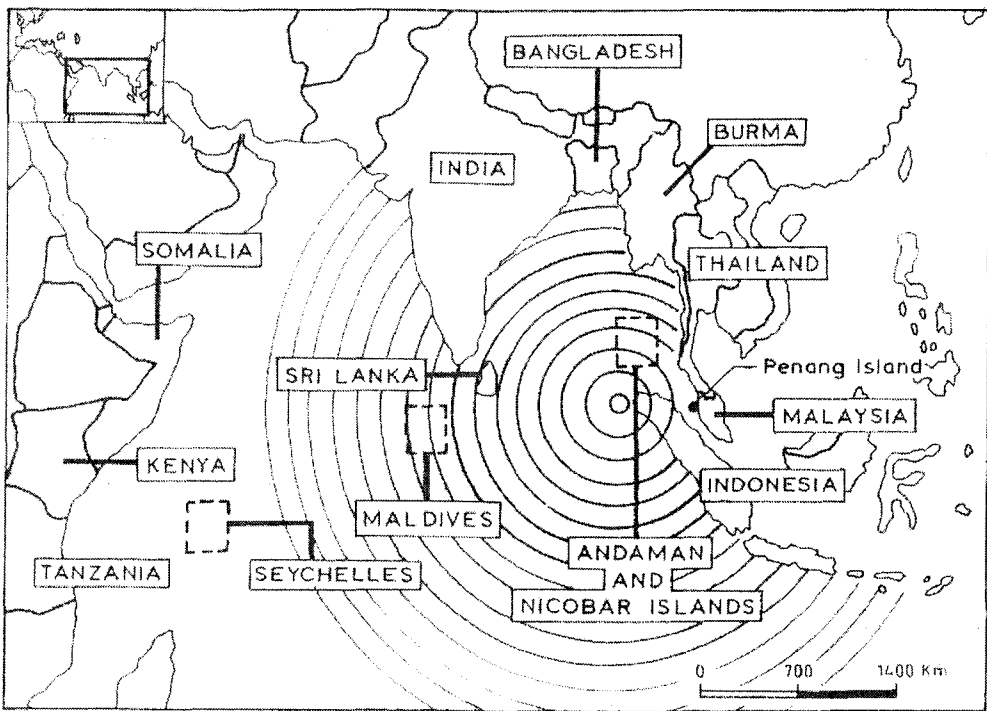 BANGLADESH
BURMA
INDIA
SOMALIA
THAILAND
SRI LANKA
Penang Island
MALAYSIA
KENYA
INDONESIA
MALDIVES
ANDAMAN
AND
NICOBAR ISLANDS
TANZANIA
SEYCHELLES
0 700 1400 Km